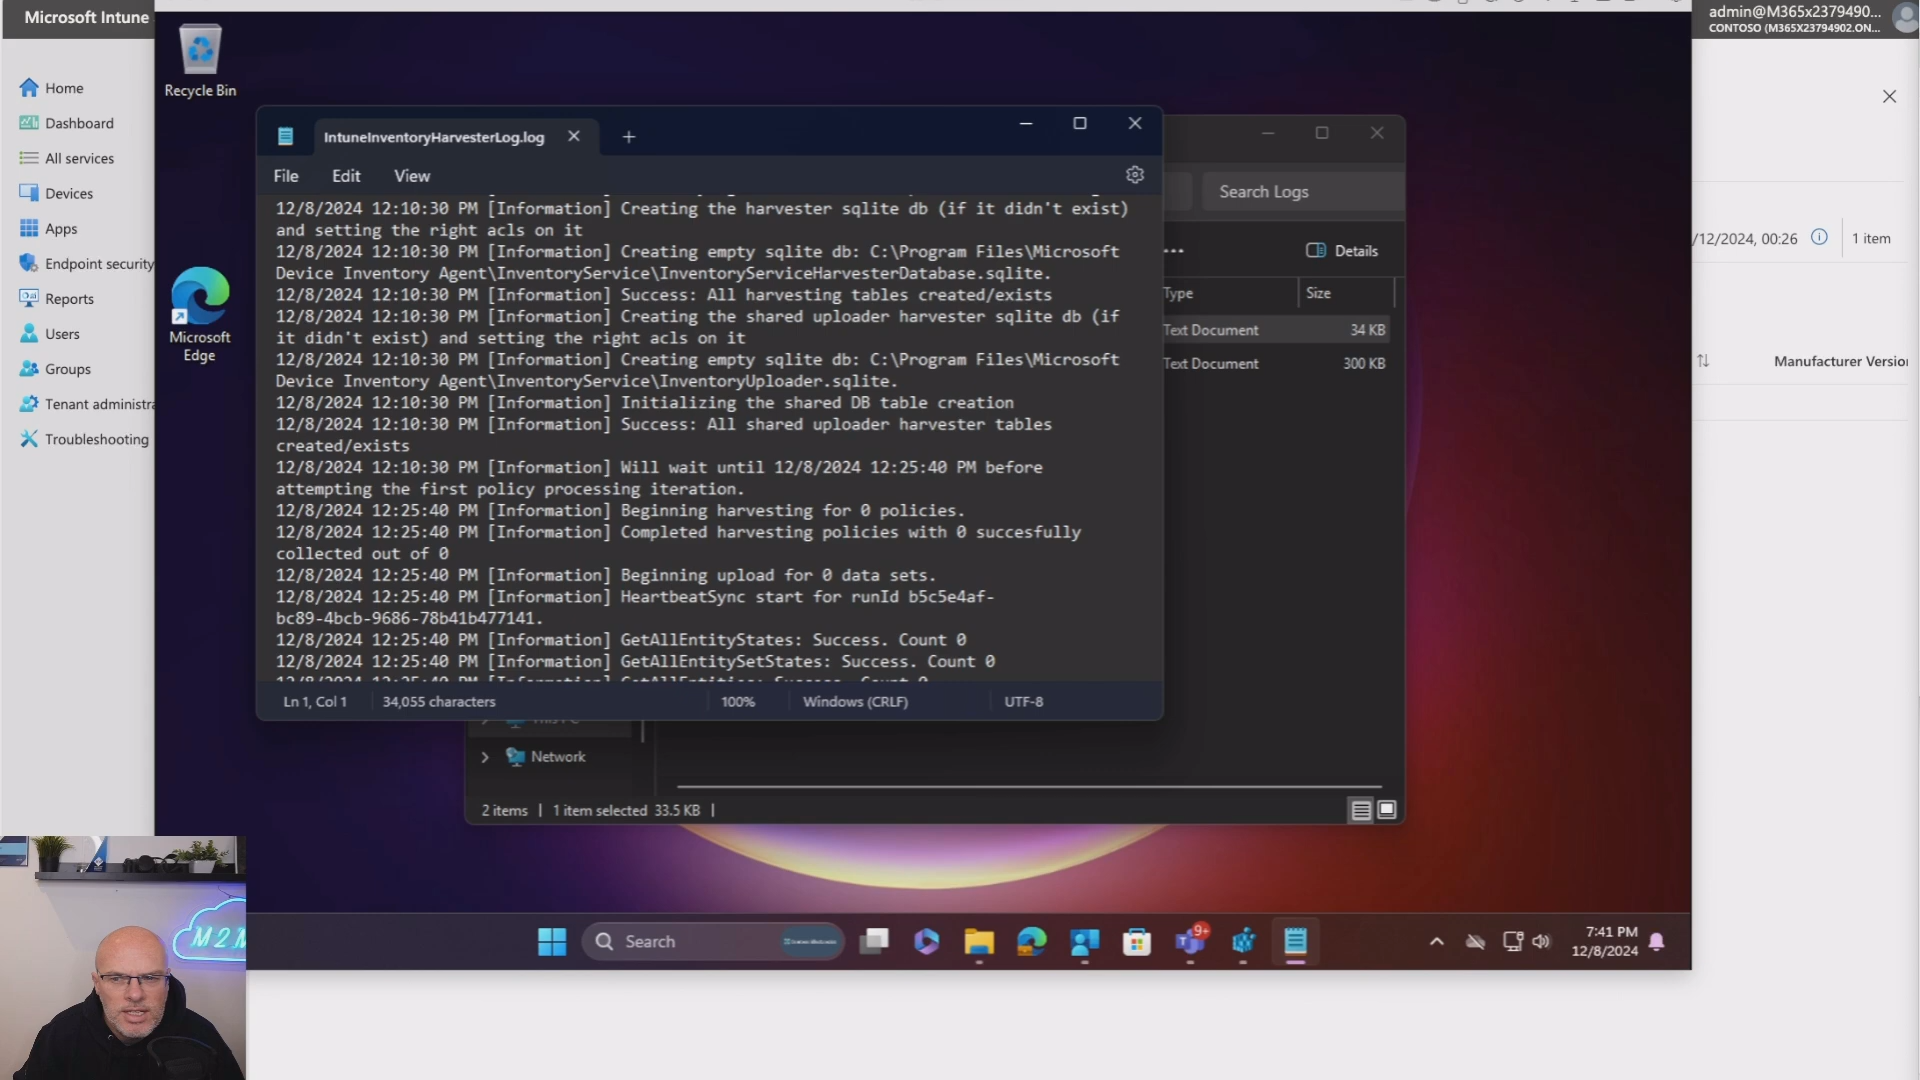 Microsoft Intune
admin@M365x2379490...
CONTOSO (M365X23794902.ON...
Home
Dashboard
All services
Devices
Apps
Endpoint security
Reports
Users
Groups
Tenant administra
Troubleshooting
Recycle Bin
Microsoft
Edge
IntuneInventoryHarvesterLog.log
File Edit View
12/8/2024 12:10:30 PM [Information] Creating the harvester sqlite db (if it didn't exist)
and setting the right acls on it
12/8/2024 12:10:30 PM [Information] Creating empty sqlite db: C:\Program Files\Microsoft
Device Inventory Agent\InventoryService\InventoryServiceHarvesterDatabase.sqlite.
12/8/2024 12:10:30 PM [Information] Success: All harvesting tables created/exists
12/8/2024 12:10:30 PM [Information] Creating the shared uploader harvester sqlite db (if
it didn't exist) and setting the right acls on it
12/8/2024 12:10:30 PM [Information] Creating empty sqlite db: C:\Program Files\Microsoft
Device Inventory Agent\InventoryService\InventoryUploader.sqlite.
12/8/2024 12:10:30 PM [Information] Initializing the shared DB table creation
12/8/2024 12:10:30 PM [Information] Success: All shared uploader harvester tables
created/exists
12/8/2024 12:10:30 PM [Information] Will wait until 12/8/2024 12:25:40 PM before
attempting the first policy processing iteration.
12/8/2024 12:25:40 PM [Information] Beginning harvesting for 0 policies.
12/8/2024 12:25:40 PM [Information] Completed harvesting policies with 0 succesfully
collected out of 0
12/8/2024 12:25:40 PM [Information] Beginning upload for 0 data sets.
12/8/2024 12:25:40 PM [Information] HeartbeatSync start for runId b5c5e4af-
bc89-4bcb-9686-78b41b477141.
12/8/2024 12:25:40 PM [Information] GetAllEntityStates: Success. Count 0
12/8/2024 12:25:40 PM [Information] GetAllEntitySetStates: Success. Count 0
12/8/2024 12:25:40 PM [Information] GetAllEntities: Success. Count 0
Ln 1, Col 1 34,055 characters 100% Windows (CRLF) UTF-8
Search Logs
Details
Type Size
Text Document 34 KB
Text Document 300 KB
This PC
Network
2 items 1 item selected 33.5 KB
/12/2024, 00:26 1 item
Manufacturer Versior
Search
9+
7:41 PM
12/8/2024
M2M